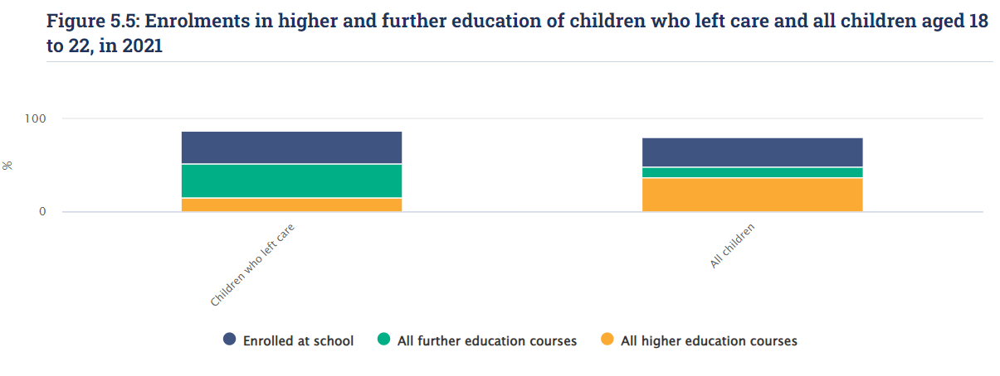 Figure 5.5: Enrolments in higher and further education of children who left care and all children aged 18
to 22, in 2021
100
%
0
Children who left care
All children
Enrolled at school
All further education courses
All higher education courses